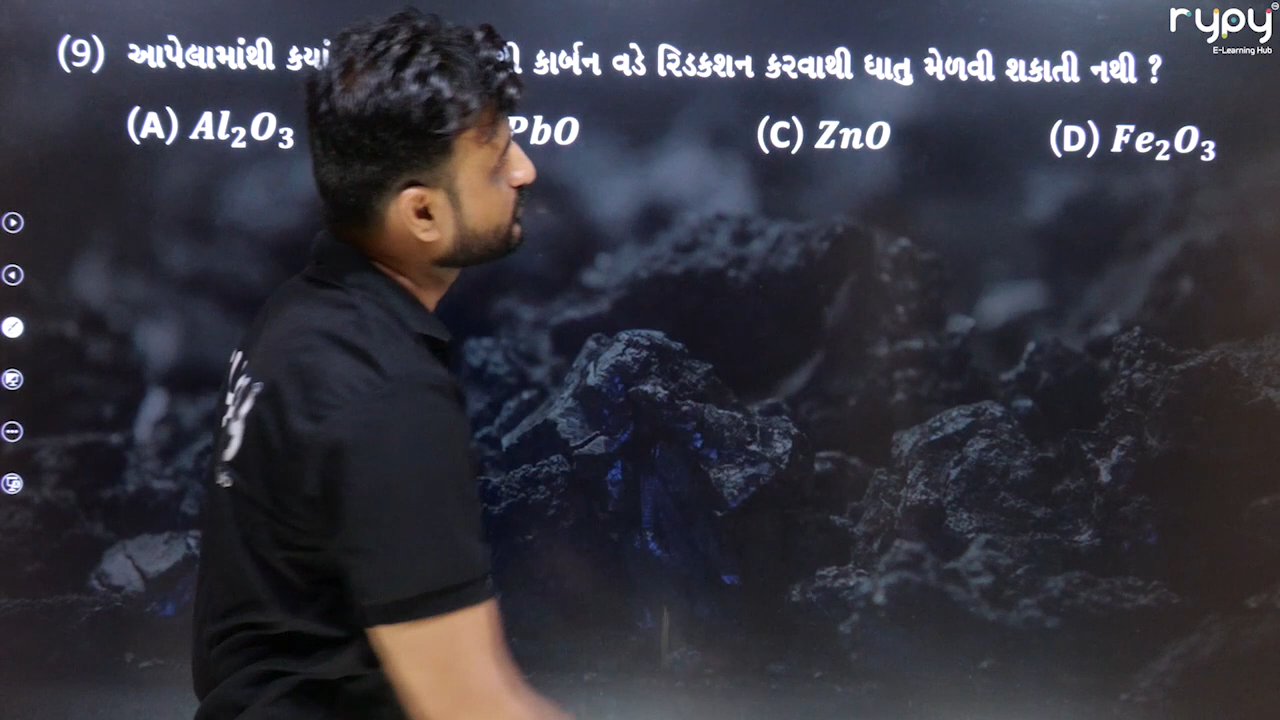 rypy
E-Learning Hub
(9) આપેલામાંથી કયાં કાર્બન વડે રિડક્શન કરવાથી ધાતુ મેળવી શકાતી નથી ?
(A) Al₂O₃ PbO (C) ZnO (D) Fe₂O₃